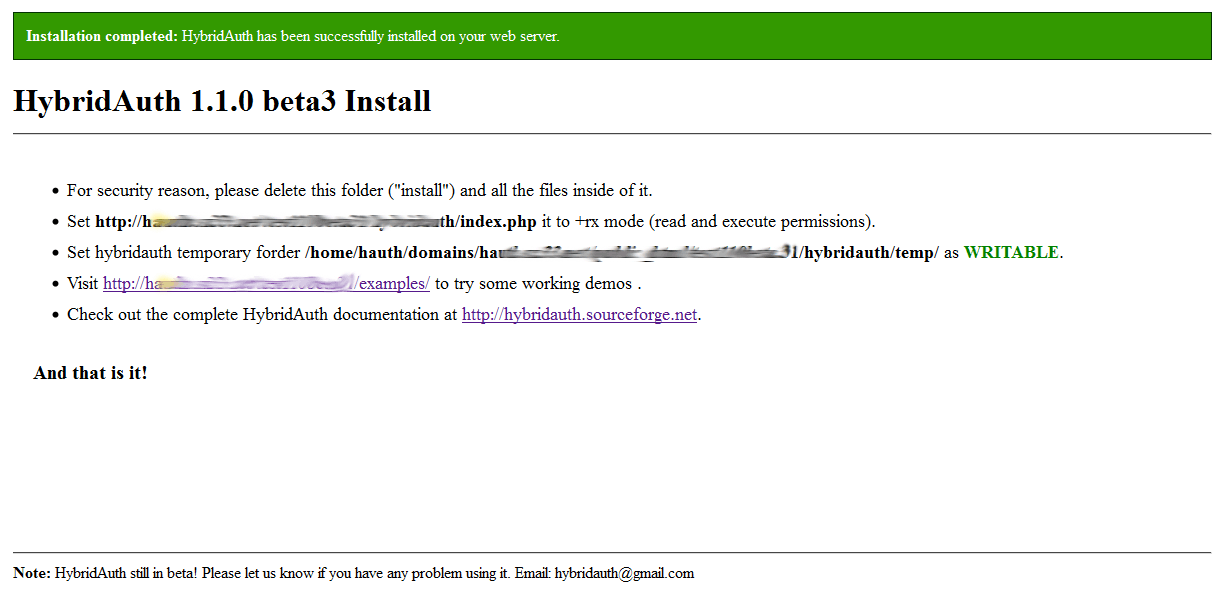 Installation completed: HybridAuth has been successfully installed on your web server.
HybridAuth 1.1.0 beta3 Install
For security reason, please delete this folder ("install") and all the files inside of it.
Set http://h th/index.php it to +rx mode (read and execute permissions).
Set hybridauth temporary forder /home/hauth/domains/hau 31/hybridauth/temp/ as WRITABLE.
Visit http://ha /examples/ to try some working demos .
Check out the complete HybridAuth documentation at http://hybridauth.sourceforge.net.
And that is it!
Note: HybridAuth still in beta! Please let us know if you have any problem using it. Email: hybridauth@gmail.com